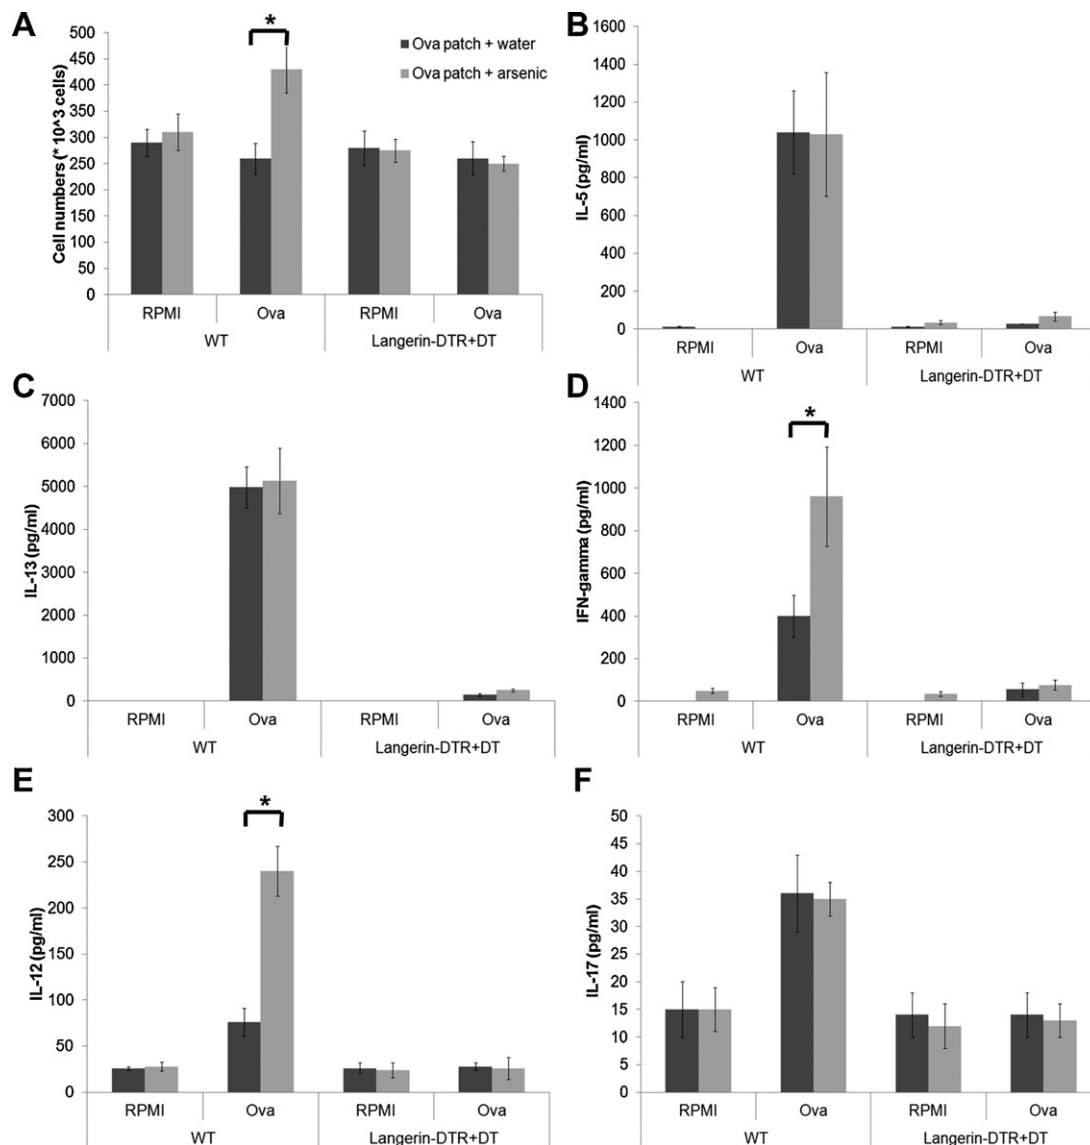 A
Cell numbers (* 10^3 cells)
500
450
400
350
300
250
200
150
100
50
0
*
Ova patch + water
Ova patch + arsenic
RPMI Ova RPMI Ova
WT Langerin-DTR+DT
B
IL-5 (pg/ml)
1600
1400
1200
1000
800
600
400
200
0
RPMI Ova RPMI Ova
WT Langerin-DTR+DT
C
IL-13 (pg/ml)
7000
6000
5000
4000
3000
2000
1000
0
RPMI Ova RPMI Ova
WT Langerin-DTR+DT
D
IFN-gamma (pg/ml)
1400
1200
1000
800
600
400
200
0
*
RPMI Ova RPMI Ova
WT Langerin-DTR+DT
E
IL-12 (pg/ml)
300
250
200
150
100
50
0
*
RPMI Ova RPMI Ova
WT Langerin-DTR+DT
F
IL-17 (pg/ml)
50
45
40
35
30
25
20
15
10
5
0
RPMI Ova RPMI Ova
WT Langerin-DTR+DT